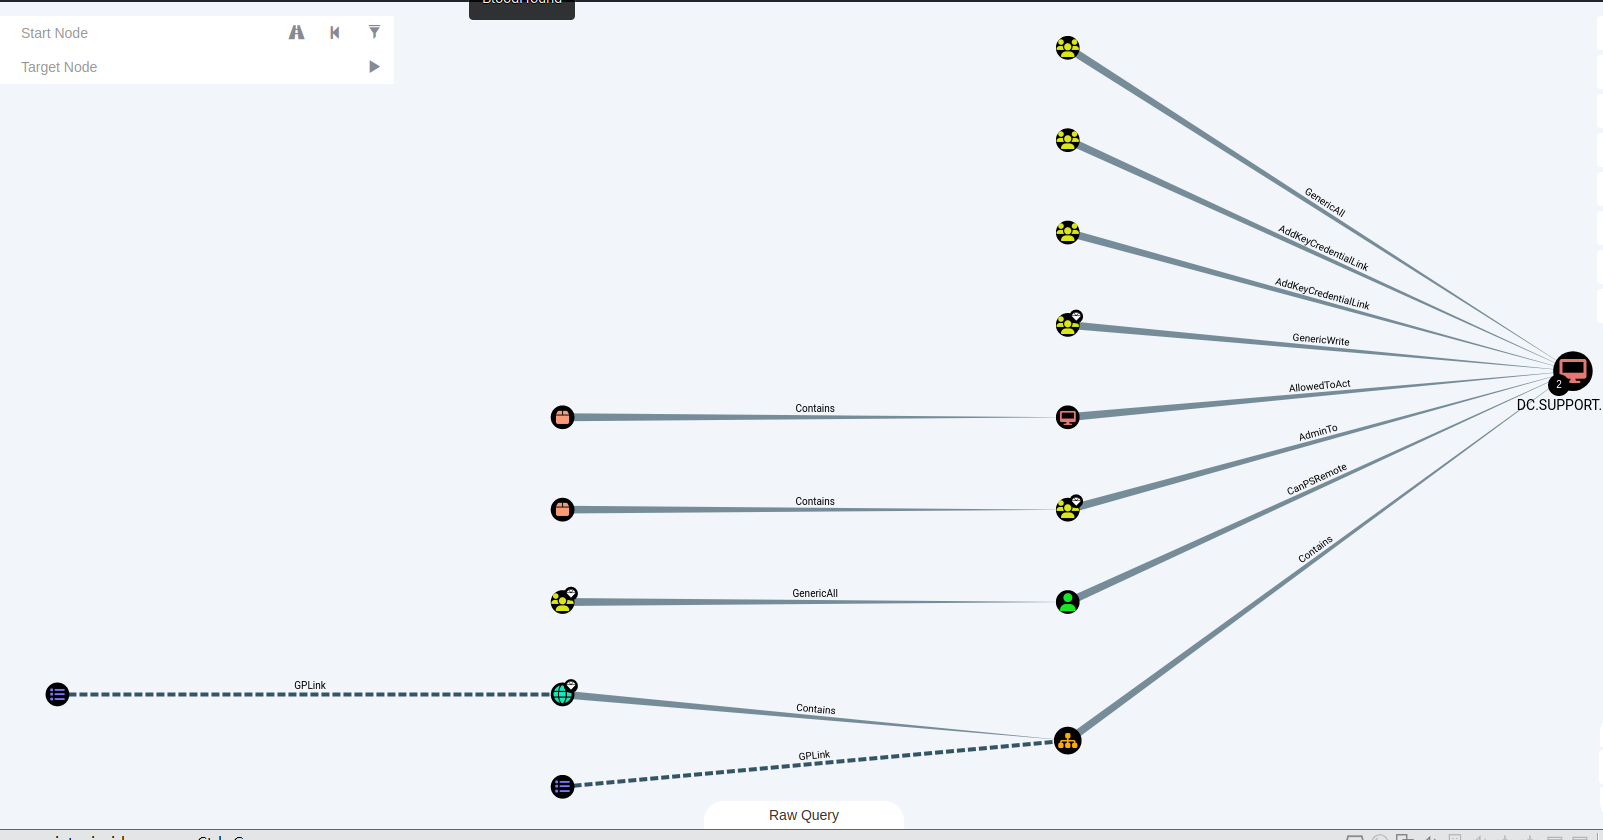 BloodHound
Start Node
Target Node
GenericAll
AddKeyCredentialLink
AddKeyCredentialLink
GenericWrite
AllowedToAct
2
DC.SUPPORT.
Contains
AdminTo
Contains
CanPSRemote
GenericAll
Contains
GPLink
Contains
GPLink
Raw Query